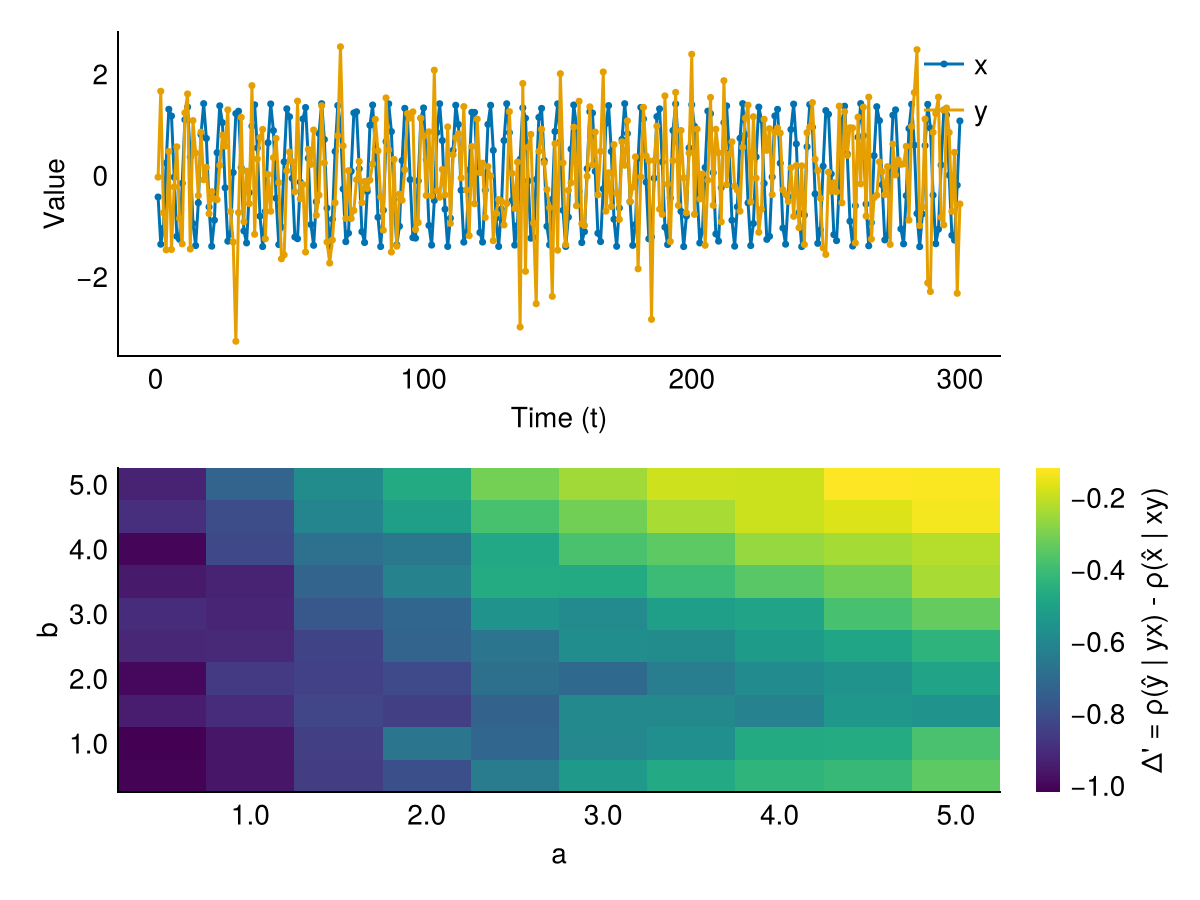 x
y
Value
2
0
−2
0 100 200 300
Time (t)
b
5.0
4.0
3.0
2.0
1.0
1.0 2.0 3.0 4.0 5.0
a
−0.2
−0.4
−0.6
−0.8
−1.0
Δ' = ρ(ŷ | yx) - ρ(x̂ | xy)